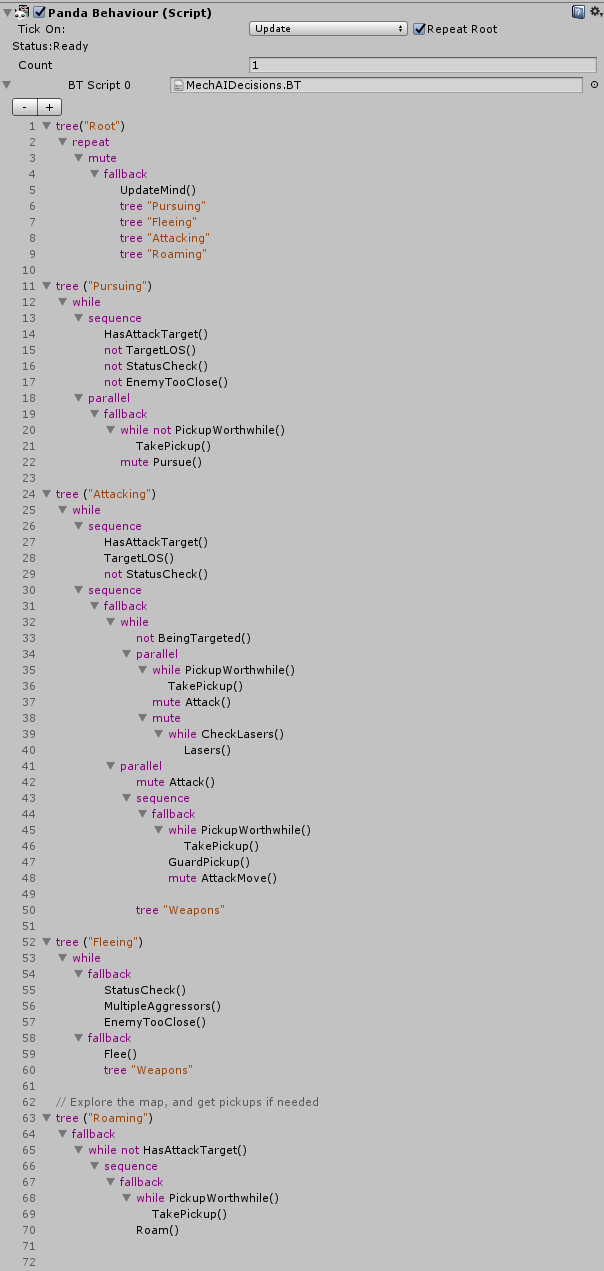 Panda Behaviour (Script)
Tick On: Update Repeat Root
Status:Ready
Count 1
BT Script 0 MechAIDecisions.BT
- +
1 tree("Root")
2 repeat
3 mute
4 fallback
5 UpdateMind()
6 tree "Pursuing"
7 tree "Fleeing"
8 tree "Attacking"
9 tree "Roaming"
10
11 tree ("Pursuing")
12 while
13 sequence
14 HasAttackTarget()
15 not TargetLOS()
16 not StatusCheck()
17 not EnemyTooClose()
18 parallel
19 fallback
20 while not PickupWorthwhile()
21 TakePickup()
22 mute Pursue()
23
24 tree ("Attacking")
25 while
26 sequence
27 HasAttackTarget()
28 TargetLOS()
29 not StatusCheck()
30 sequence
31 fallback
32 while
33 not BeingTargeted()
34 parallel
35 while PickupWorthwhile()
36 TakePickup()
37 mute Attack()
38 mute
39 while CheckLasers()
40 Lasers()
41 parallel
42 mute Attack()
43 sequence
44 fallback
45 while PickupWorthwhile()
46 TakePickup()
47 GuardPickup()
48 mute AttackMove()
49
50 tree "Weapons"
51
52 tree ("Fleeing")
53 while
54 fallback
55 StatusCheck()
56 MultipleAggressors()
57 EnemyTooClose()
58 fallback
59 Flee()
60 tree "Weapons"
61
62 // Explore the map, and get pickups if needed
63 tree ("Roaming")
64 fallback
65 while not HasAttackTarget()
66 sequence
67 fallback
68 while PickupWorthwhile()
69 TakePickup()
70 Roam()
71
72